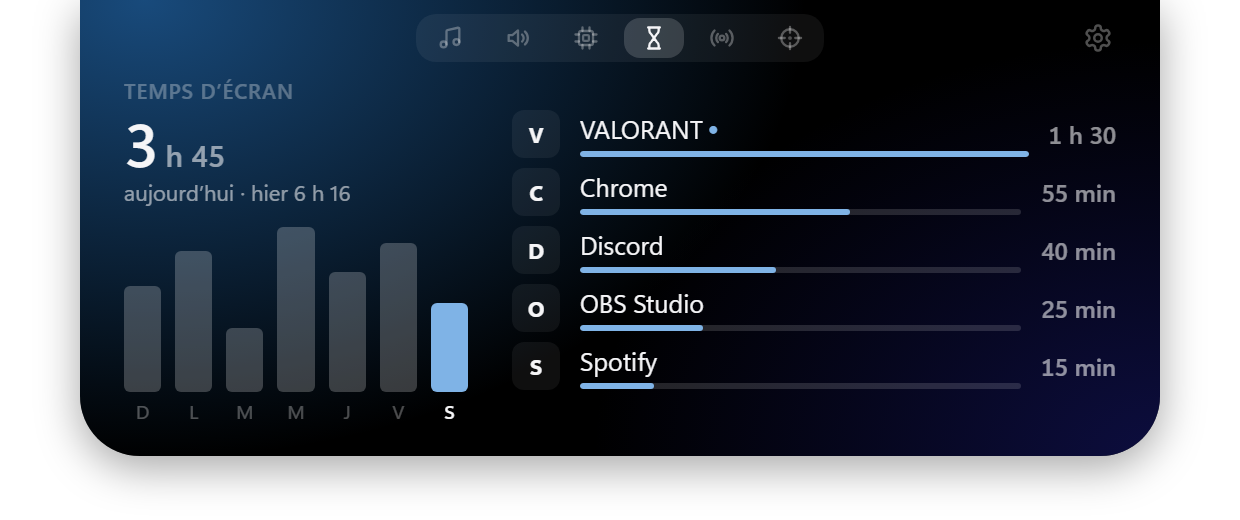 TEMPS D’ÉCRAN
3 h 45
aujourd’hui · hier 6 h 16
D L M M J V S
V VALORANT • 1 h 30
C Chrome 55 min
D Discord 40 min
O OBS Studio 25 min
S Spotify 15 min